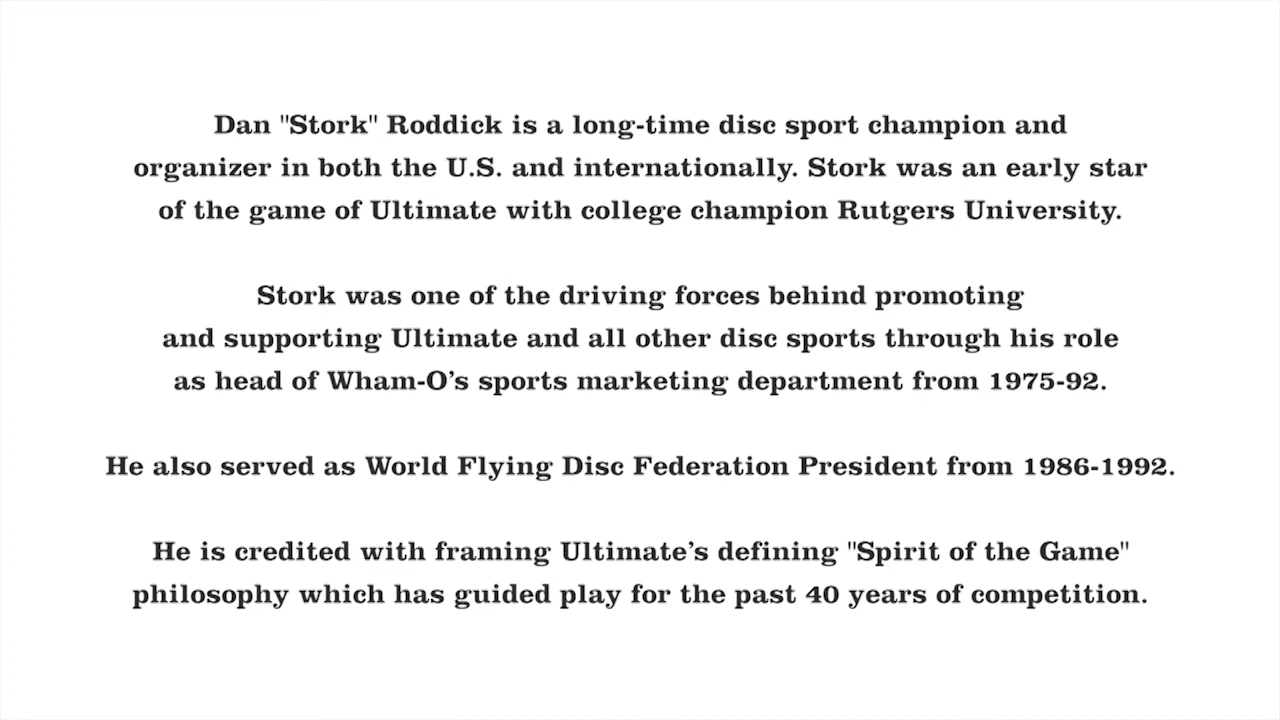 Dan "Stork" Roddick is a long-time disc sport champion and
organizer in both the U.S. and internationally. Stork was an early star
of the game of Ultimate with college champion Rutgers University.
Stork was one of the driving forces behind promoting
and supporting Ultimate and all other disc sports through his role
as head of Wham-O’s sports marketing department from 1975-92.
He also served as World Flying Disc Federation President from 1986-1992.
He is credited with framing Ultimate’s defining "Spirit of the Game"
philosophy which has guided play for the past 40 years of competition.